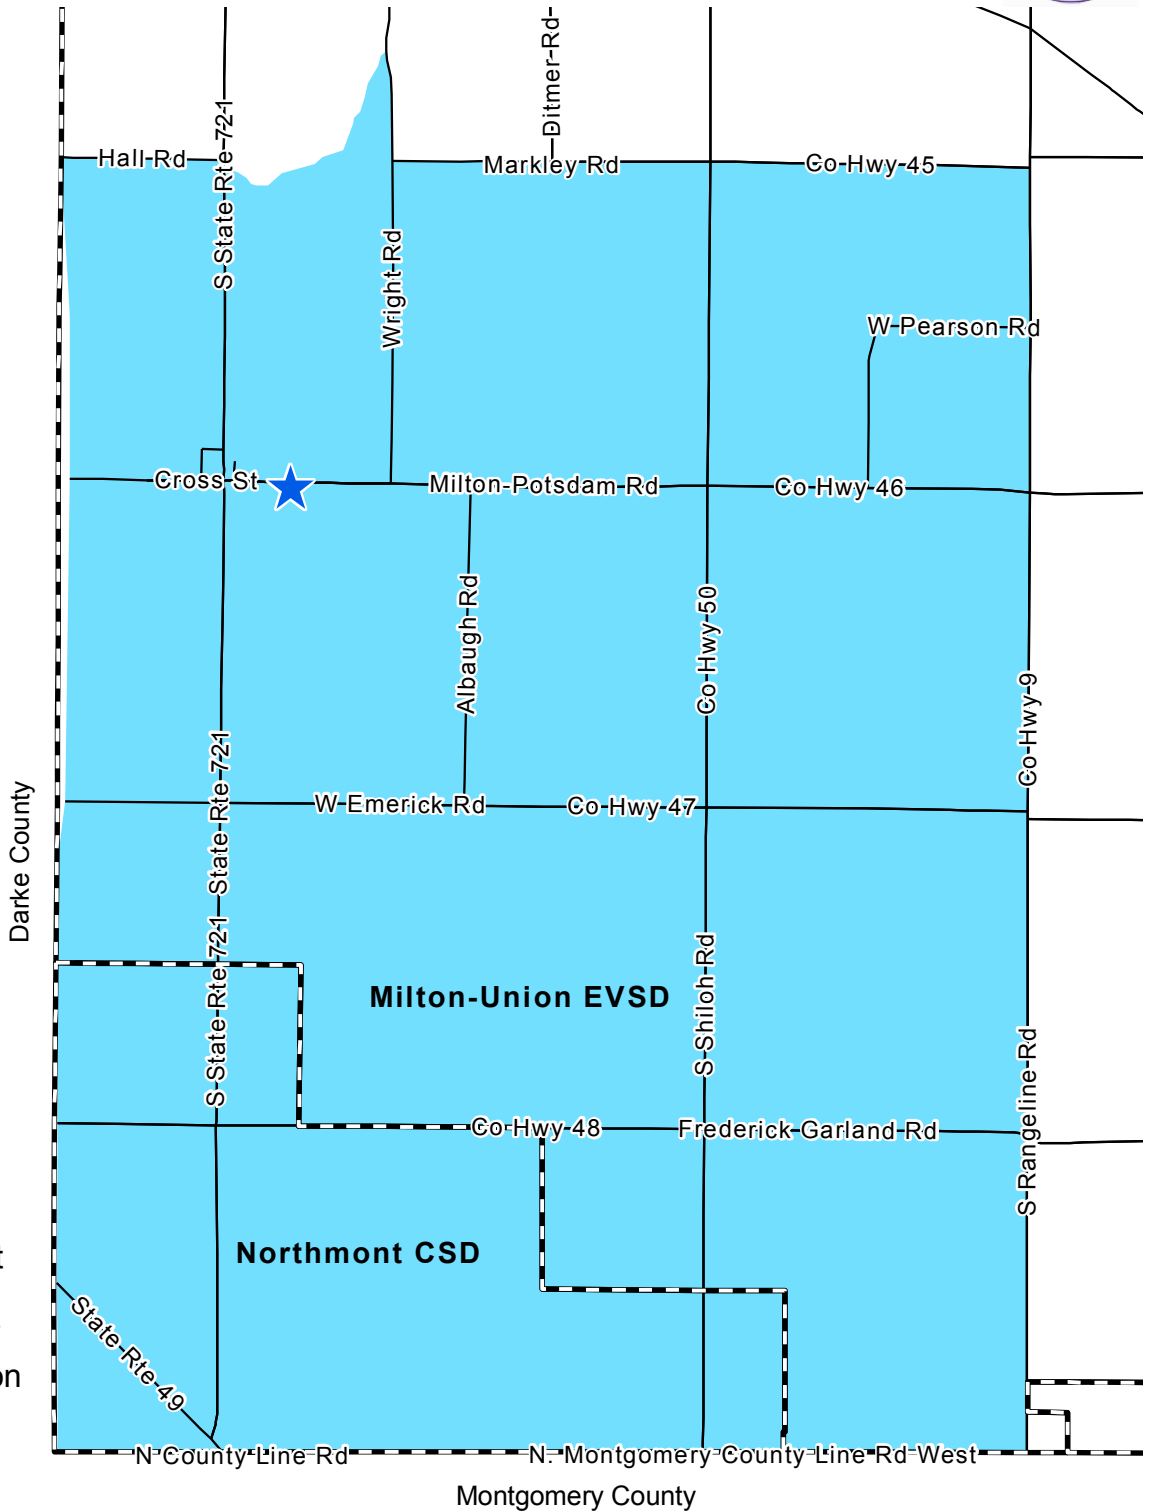 Ditmer-Rd
S State Rte 721
Hall Rd
Markley Rd
Co Hwy 45
Wright Rd
W Pearson Rd
Cross St
Milton-Potsdam Rd
Co Hwy 46
Albaugh Rd
Co Hwy 50
Co Hwy 9
State Rte 721
W Emerick Rd
Co Hwy 47
Darke County
S State Rte 721
Milton-Union EVSD
S Shiloh Rd
S Rangeline Rd
Co Hwy 48
Frederick Garland Rd
Northmont CSD
State Rte 49
on
N County Line Rd
N. Montgomery County Line Rd West
Montgomery County